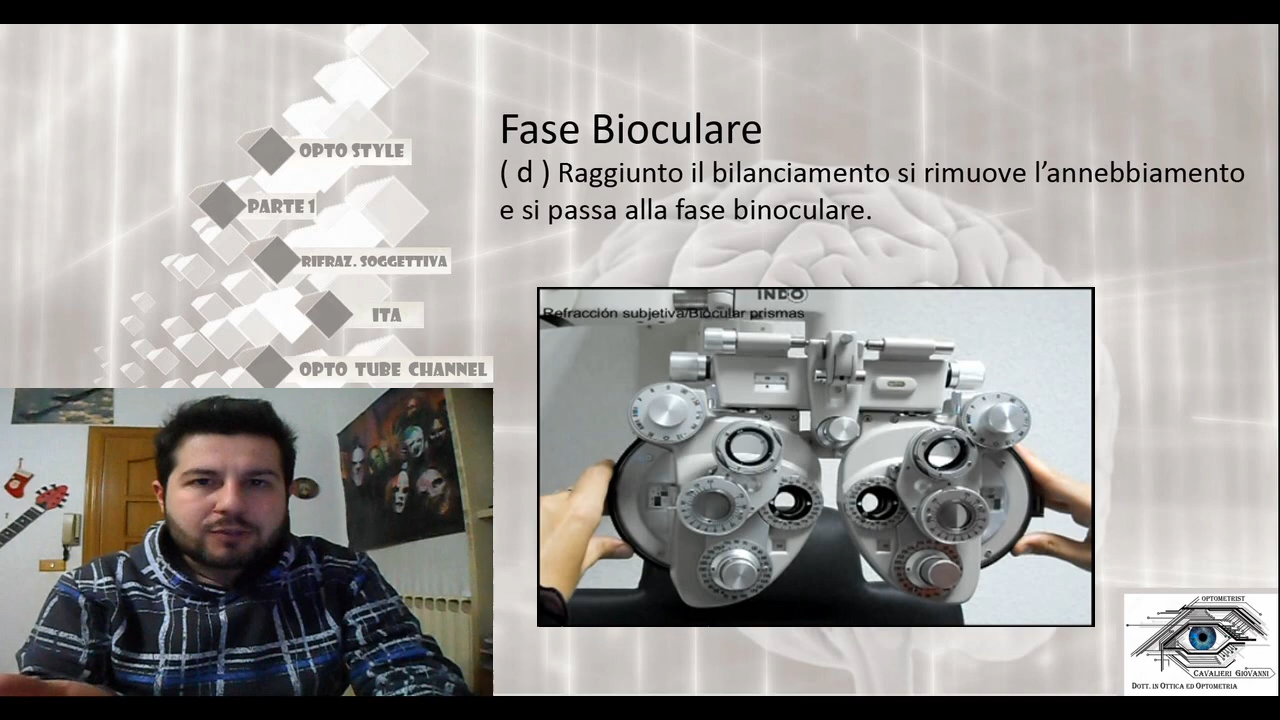 OPTO STYLE
PARTE 1
RIFRAZ. SOGGETTIVA
ITA
OPTO TUBE CHANNEL
Fase Bioculare
( d ) Raggiunto il bilanciamento si rimuove l’annebbiamento
e si passa alla fase binoculare.
INDO
Refracción subjetiva/Biocular prismas
OPTOMETRIST
CAVALIERI GIOVANNI
DOTT. IN OTTICA ED OPTOMETRIA